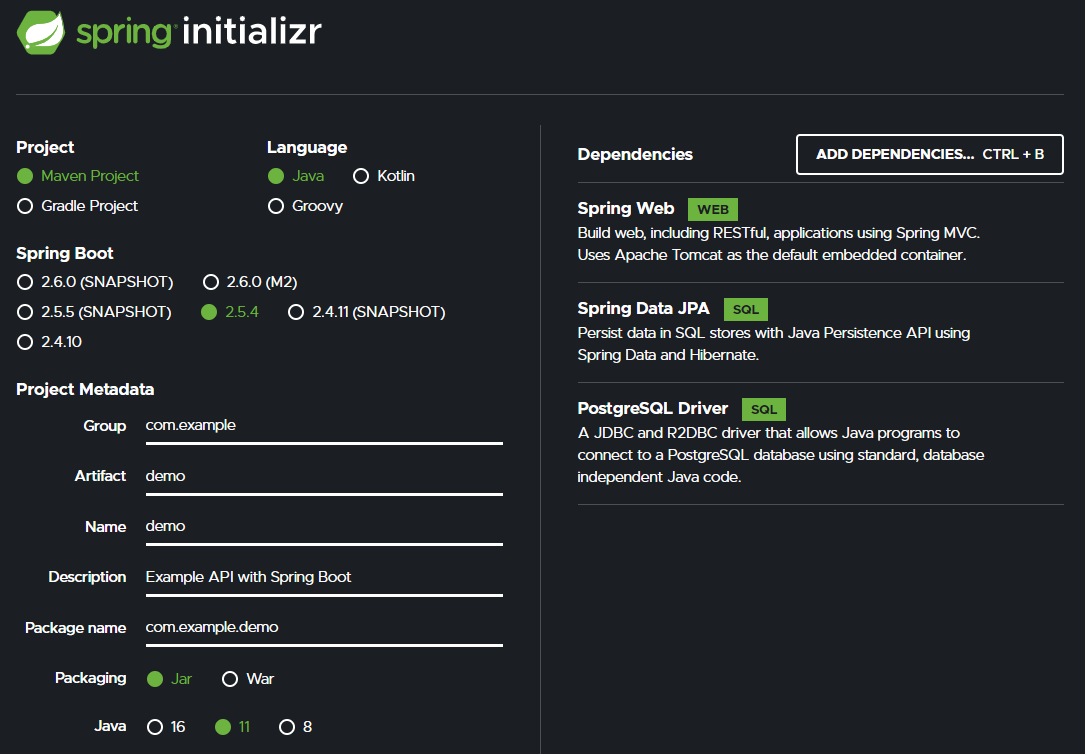 spring initializr
Project
Maven Project
Gradle Project
Language
Java Kotlin
Groovy
Spring Boot
2.6.0 (SNAPSHOT) 2.6.0 (M2)
2.5.5 (SNAPSHOT) 2.5.4 2.4.11 (SNAPSHOT)
2.4.10
Project Metadata
Group com.example
Artifact demo
Name demo
Description Example API with Spring Boot
Package name com.example.demo
Packaging Jar War
Java 16 11 8
Dependencies ADD DEPENDENCIES... CTRL + B
Spring Web WEB
Build web, including RESTful, applications using Spring MVC.
Uses Apache Tomcat as the default embedded container.
Spring Data JPA SQL
Persist data in SQL stores with Java Persistence API using
Spring Data and Hibernate.
PostgreSQL Driver SQL
A JDBC and R2DBC driver that allows Java programs to
connect to a PostgreSQL database using standard, database
independent Java code.